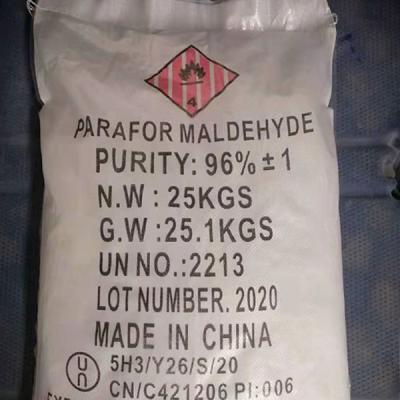 4
PARAFOR MALDEHYDE
PURITY: 96% ± 1
N.W : 25KGS
G.W : 25.1KGS
UN NO.:2213
LOT NUMBER. 2020
MADE IN CHINA
un 5H3/Y26/S/20
CN/C421206 PI:006